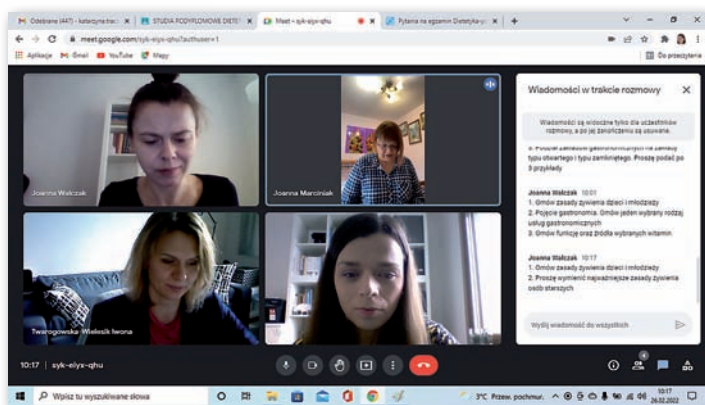 Odebrane (447) - katarzyna.trac
STUDIA PODYPLOMOWE DIETE
Meet – syk-eiyx-qhu
Pytania na egzamin Dietetyka-y
meet.google.com/syk-eiyx-qhu?authuser=1
Aplikacje Gmail YouTube Mapy
Do przeczytania
Joanna Walczak
Joanna Marciniak
Twarogowska-Wielesik Iwona
Wiadomości w trakcie rozmowy
Wiadomości są widoczne tylko dla uczestników
rozmowy, a po jej zakończeniu są usuwane.
3. Podział zakładów gastronomicznych na zakłady
typu otwartego i typu zamkniętego. Proszę podać po
3 przykłady
Joanna Walczak 10:01
1. Omów zasady żywienia dzieci i młodzieży
2. Pojęcie gastronomia. Omów jeden wybrany rodzaj
usług gastronomicznych
3. Omów funkcję oraz źródła wybranych witamin
Joanna Walczak 10:17
1. Omów zasady żywienia dzieci i młodzieży
2. Proszę wymienić najważniejsze zasady żywienia
osób starszych
Wyślij wiadomość do wszystkich
10:17 | syk-eiyx-qhu
4
Wpisz tu wyszukiwane słowa
3°C Przew. pochmur.
10:17
26.02.2022